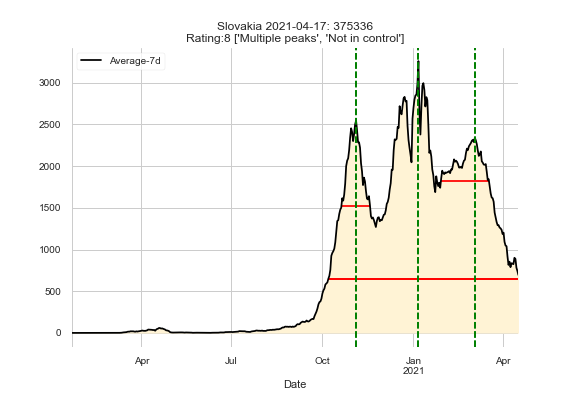 Slovakia 2021-04-17: 375336
Rating:8 ['Multiple peaks', 'Not in control']
Average-7d
3000
2500
2000
1500
1000
500
0
Apr
Jul
Oct
Jan
2021
Apr
Date